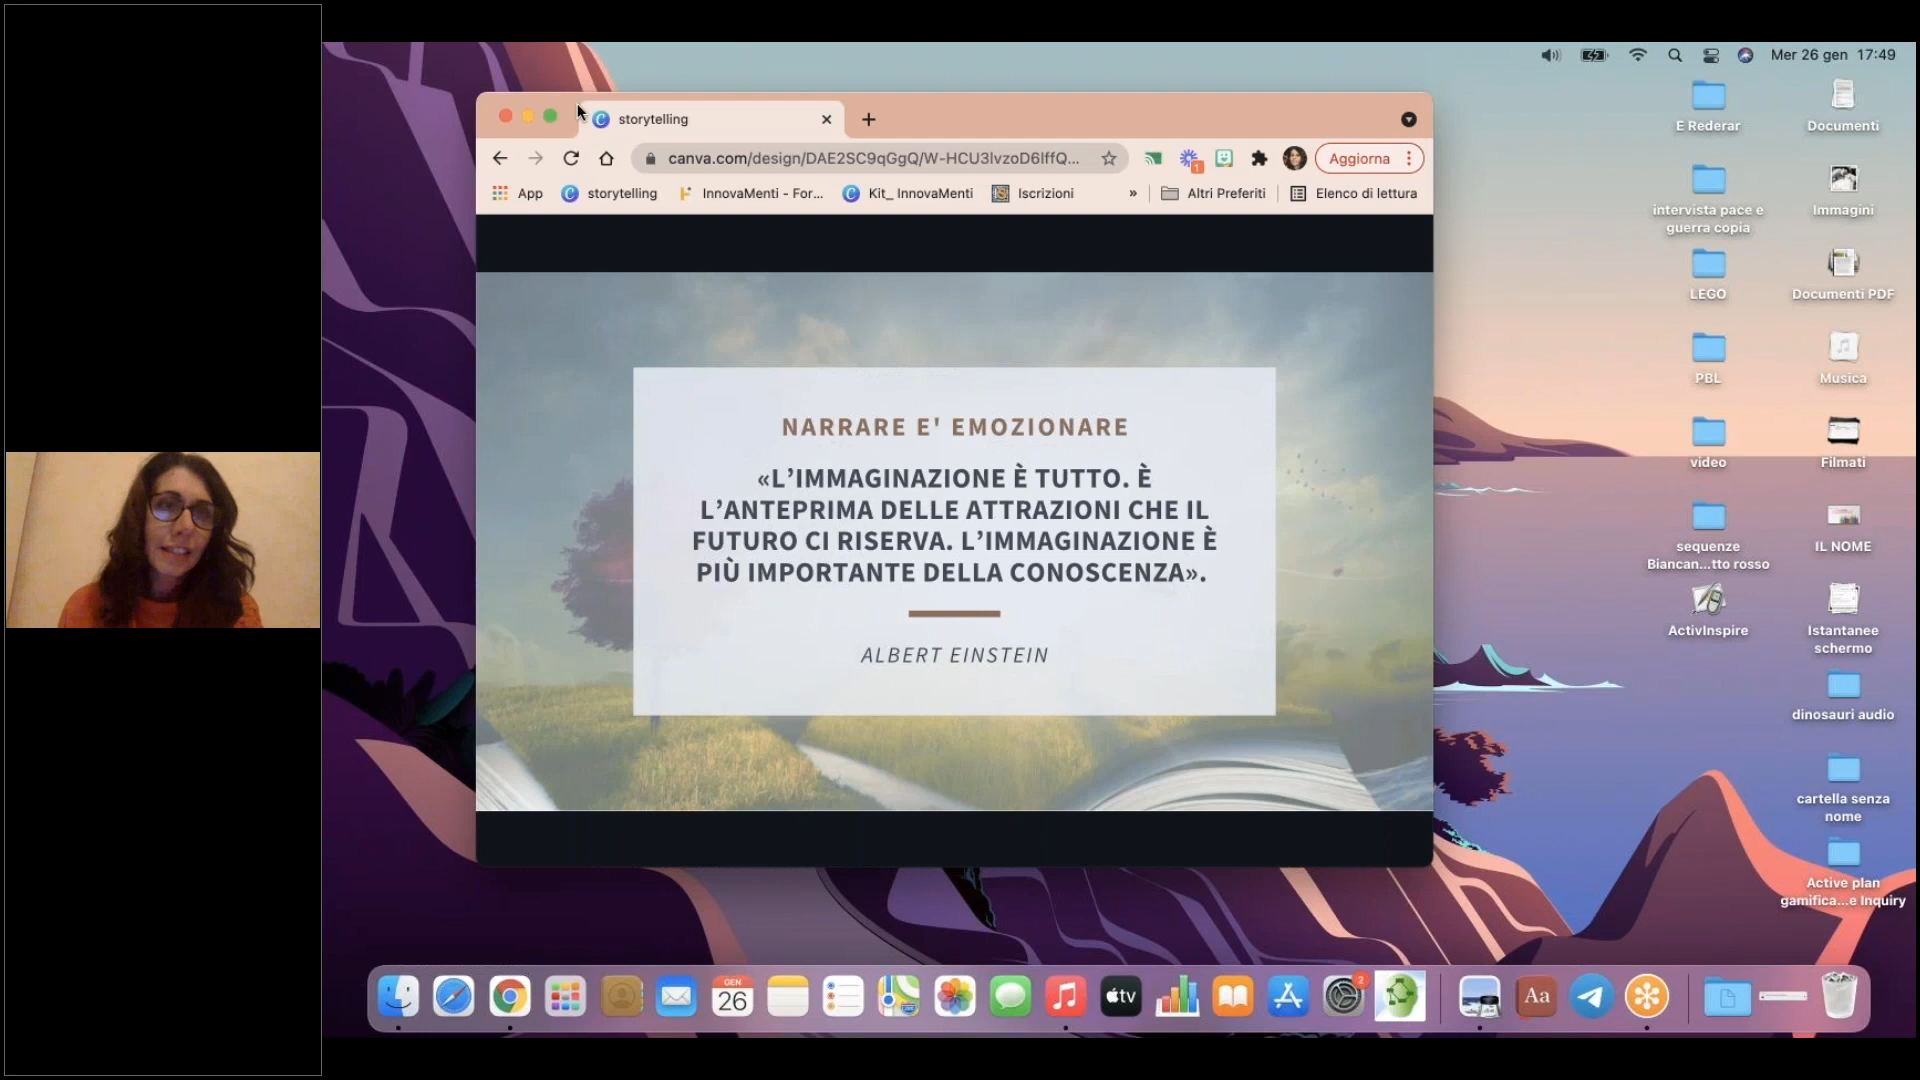 Mer 26 gen 17:49
storytelling
canva.com/design/DAE2SC9qGgQ/W-HCU3lvzoD6lffQ...
1
Aggiorna
App
storytelling
InnovaMenti - For...
Kit_ InnovaMenti
Iscrizioni
»
Altri Preferiti
Elenco di lettura
NARRARE E' EMOZIONARE
«L’IMMAGINAZIONE È TUTTO. È
L’ANTEPRIMA DELLE ATTRAZIONI CHE IL
FUTURO CI RISERVA. L’IMMAGINAZIONE È
PIÙ IMPORTANTE DELLA CONOSCENZA».
ALBERT EINSTEIN
E Rederar
Documenti
intervista pace e
guerra copia
Immagini
LEGO
Documenti PDF
PBL
Musica
video
Filmati
sequenze
Biancan...tto rosso
IL NOME
ActivInspire
Istantanee
schermo
dinosauri audio
cartella senza
nome
Active plan
gamifica...e Inquiry
GEN
26
tv
2
Aa